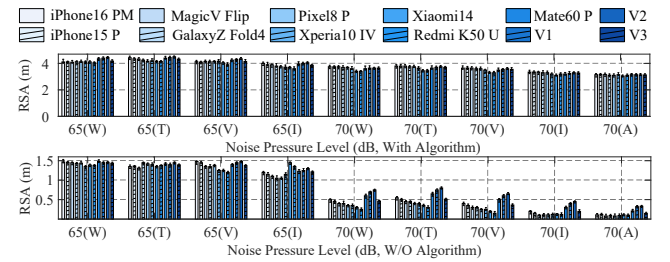 iPhone16 PM MagicV Flip Pixel8 P Xiaomi14 Mate60 P V2
iPhone15 P GalaxyZ Fold4 Xperia10 IV Redmi K50 U V1 V3
RSA (m)
4
2
0
65(W) 65(T) 65(V) 65(I) 70(W) 70(T) 70(V) 70(I) 70(A)
Noise Pressure Level (dB, With Algorithm)
RSA (m)
1.5
1
0.5
65(W) 65(T) 65(V) 65(I) 70(W) 70(T) 70(V) 70(I) 70(A)
Noise Pressure Level (dB, W/O Algorithm)